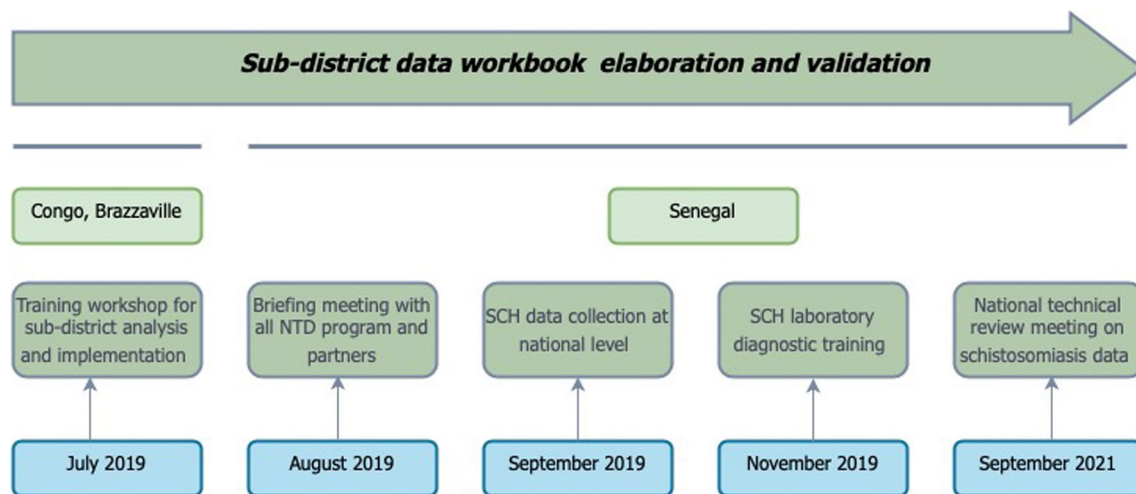 Sub-district data workbook elaboration and validation
Congo, Brazzaville
Senegal
Training workshop for
sub-district analysis
and implementation
Briefing meeting with
all NTD program and
partners
SCH data collection at
national level
SCH laboratory
diagnostic training
National technical
review meeting on
schistosomiasis data
July 2019
August 2019
September 2019
November 2019
September 2021